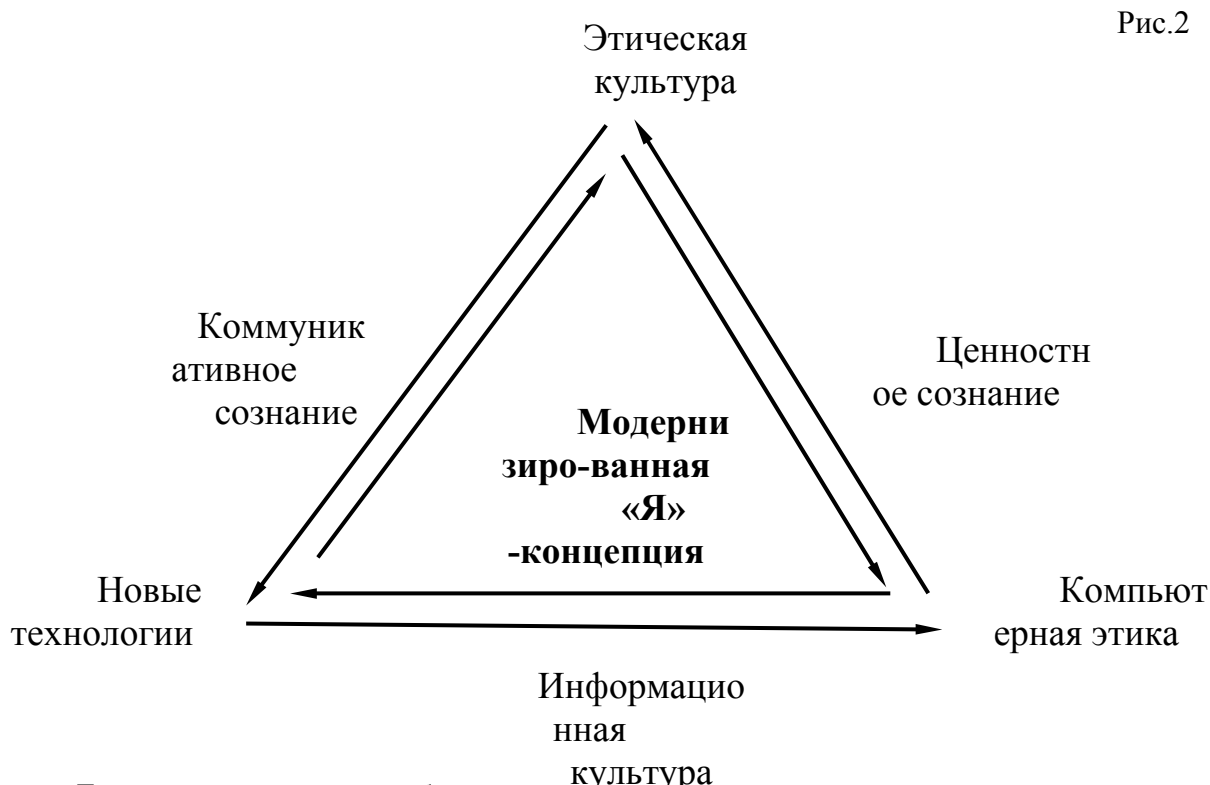 Рис.2
Этическая
культура
Коммуник
ативное
сознание
Ценностн
ое сознание
Модерни
зиро-ванная
«Я»
-концепция
Новые
технологии
Компьют
ерная этика
Информацио
нная
культура